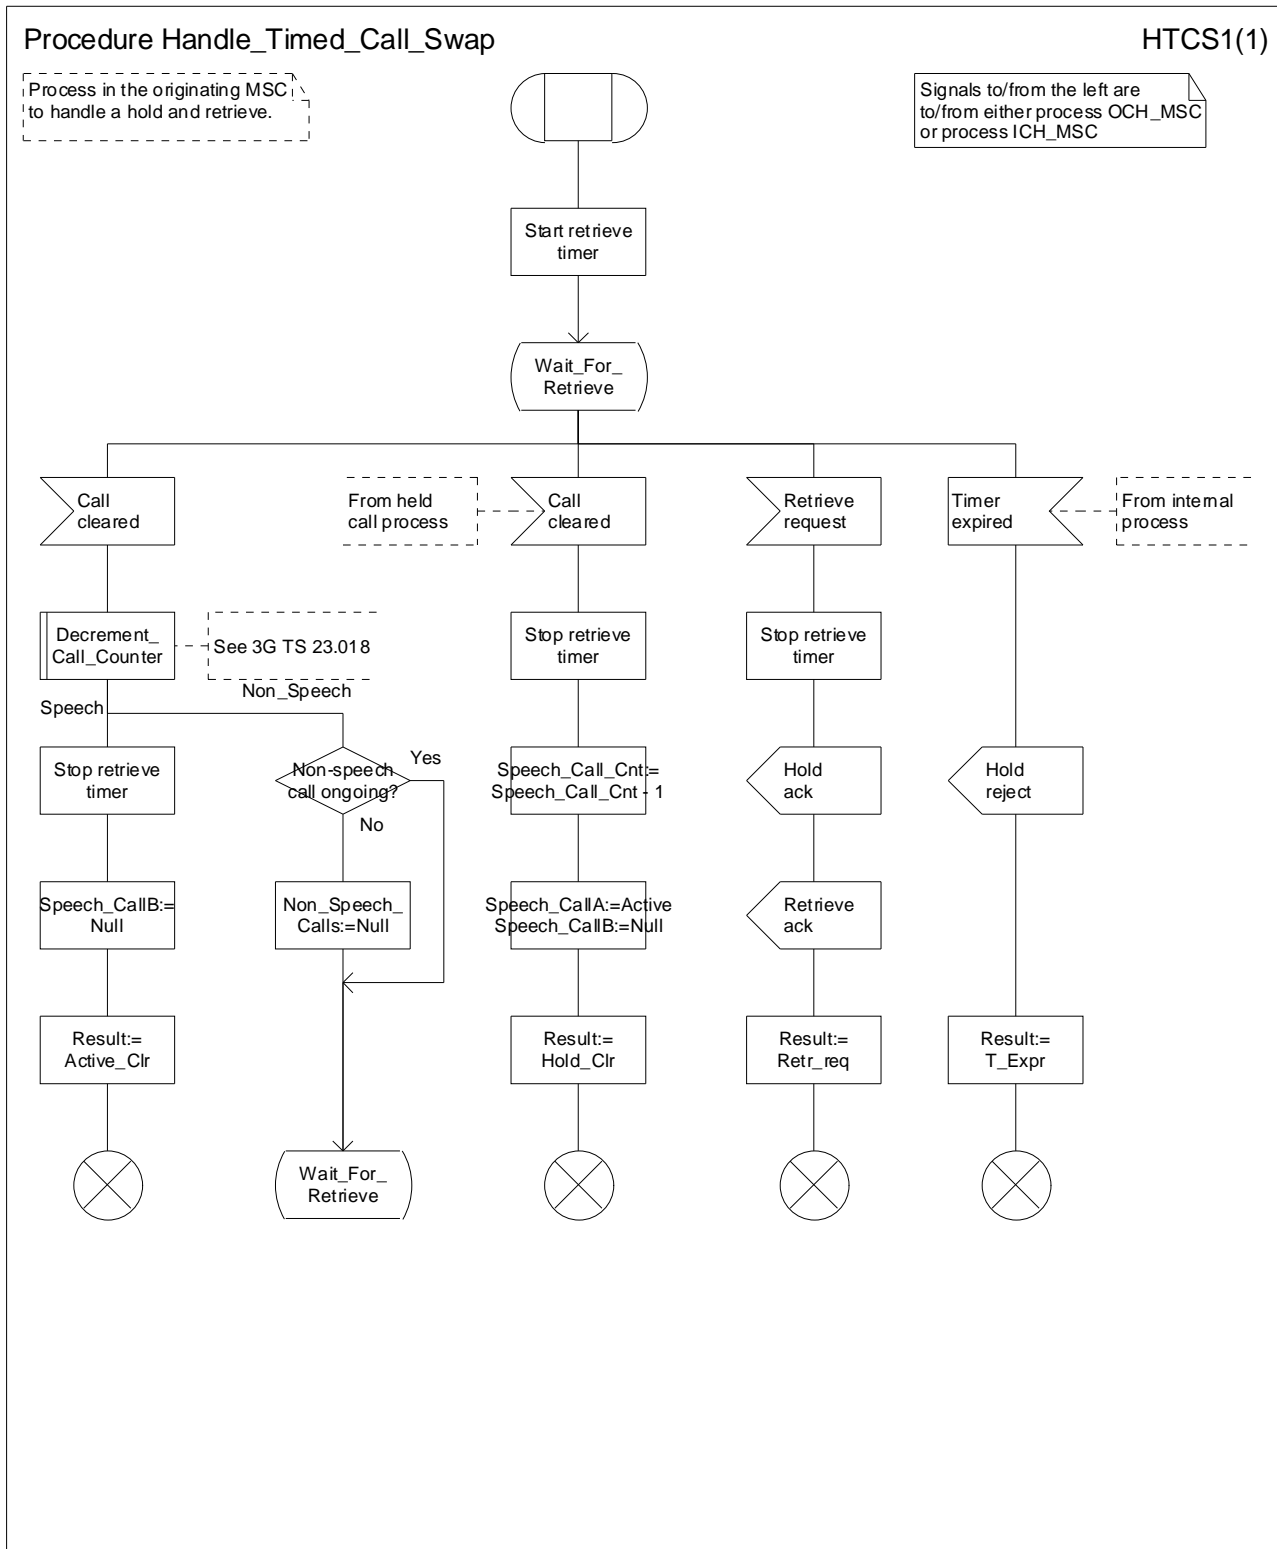 Procedure Handle_Timed_Call_Swap
HTCS1(1)
Process in the originating MSC
to handle a hold and retrieve.
Signals to/from the left are
to/from either process OCH_MSC
or process ICH_MSC
Start retrieve
timer
Wait_For_
Retrieve
Call
cleared
From held
call process
Call
cleared
Retrieve
request
Timer
expired
From internal
process
Decrement_
Call_Counter
See 3G TS 23.018
Stop retrieve
timer
Stop retrieve
timer
Non_Speech
Speech
Stop retrieve
timer
Non-speech
call ongoing?
Yes
No
Speech_Call_Cnt:=
Speech_Call_Cnt - 1
Hold
ack
Hold
reject
Speech_CallB:=
Null
Non_Speech_
Calls:=Null
Speech_CallA:=Active
Speech_CallB:=Null
Retrieve
ack
Result:=
Active_Clr
Result:=
Hold_Clr
Result:=
Retr_req
Result:=
T_Expr
Wait_For_
Retrieve